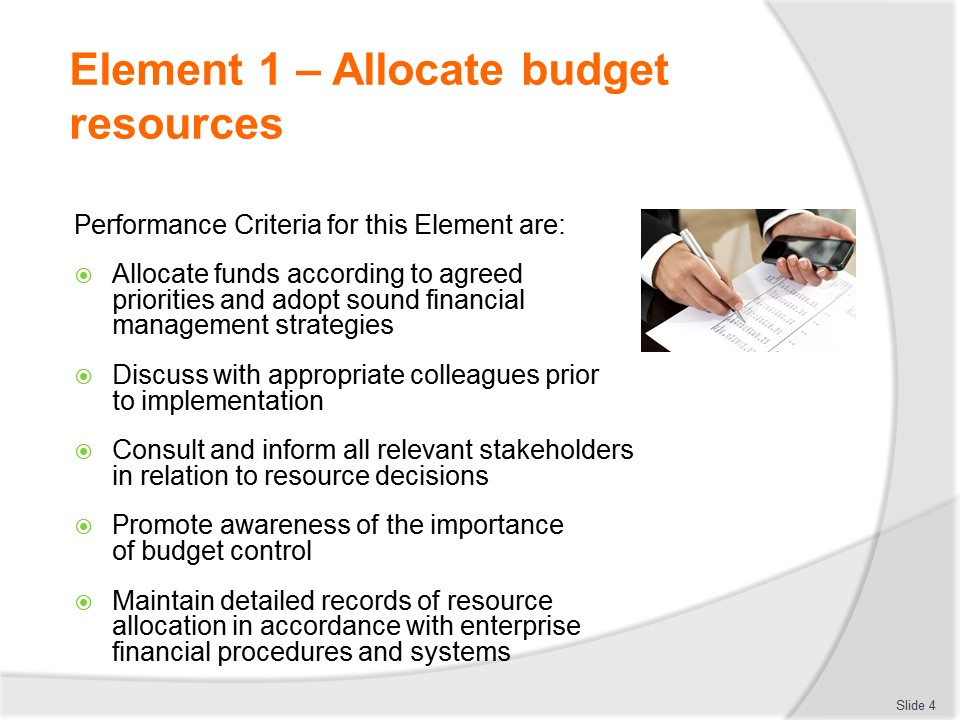 Element 1 – Allocate budget
resources
Performance Criteria for this Element are:
Allocate funds according to agreed
priorities and adopt sound financial
management strategies
Discuss with appropriate colleagues prior
to implementation
Consult and inform all relevant stakeholders
in relation to resource decisions
Promote awareness of the importance
of budget control
Maintain detailed records of resource
allocation in accordance with enterprise
financial procedures and systems
Slide 4